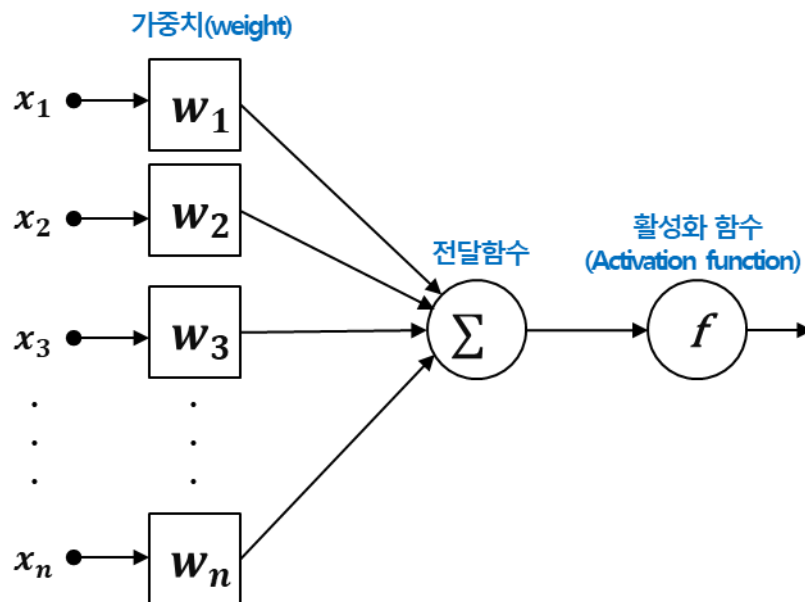 가중치(weight)
x₁ w₁
x₂ w₂
전달함수
활성화 함수
(Activation function)
x₃ w₃
∑
f
. .
. .
. .
xₙ wₙ